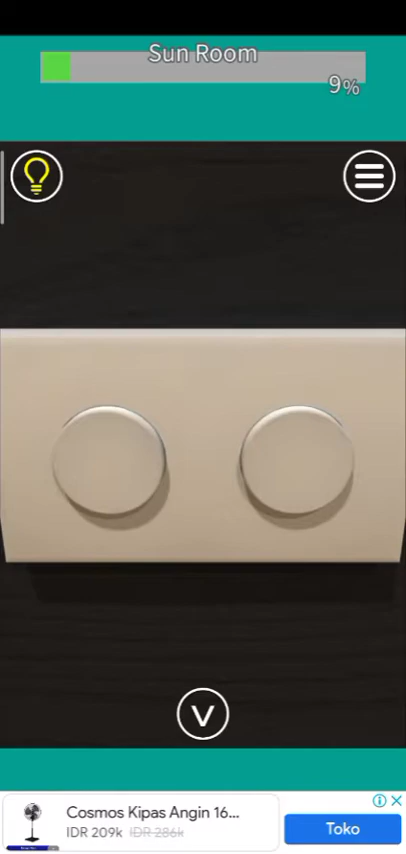 Sun Room
9%
Cosmos Kipas Angin 16...
IDR 209k IDR 286k
Toko